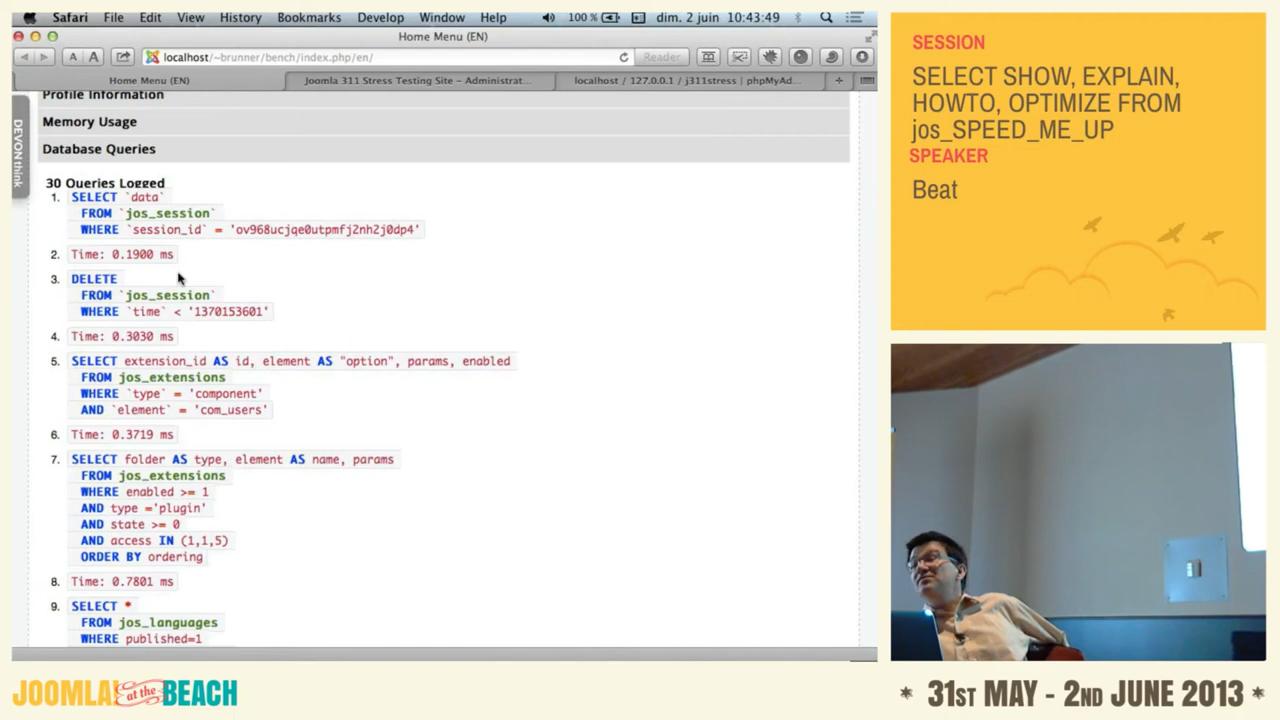 Safari File Edit View History Bookmarks Develop Window Help 100 % dim. 2 juin 10:43:49
Home Menu (EN)
A A localhost/~brunner/bench/index.php/en/ Reader
Home Menu (EN) Joomla 311 Stress Testing Site – Administrat... localhost / 127.0.0.1 / j311stress | phpMyAd...
DEVONthink
Profile Information
Memory Usage
Database Queries
30 Queries Logged
1. SELECT `data`
FROM `jos_session`
WHERE `session_id` = 'ov968ucjqe0utpmfj2nh2j0dp4'
2. Time: 0.1900 ms
3. DELETE
FROM `jos_session`
WHERE `time` < '1370153601'
4. Time: 0.3030 ms
5. SELECT extension_id AS id, element AS "option", params, enabled
FROM jos_extensions
WHERE `type` = 'component'
AND `element` = 'com_users'
6. Time: 0.3719 ms
7. SELECT folder AS type, element AS name, params
FROM jos_extensions
WHERE enabled >= 1
AND type ='plugin'
AND state >= 0
AND access IN (1,1,5)
ORDER BY ordering
8. Time: 0.7801 ms
9. SELECT *
FROM jos_languages
WHERE published=1
SESSION
SELECT SHOW, EXPLAIN,
HOWTO, OPTIMIZE FROM
jos_SPEED_ME_UP
SPEAKER
Beat
JOOMLA! at the BEACH
* 31ST MAY - 2ND JUNE 2013 *